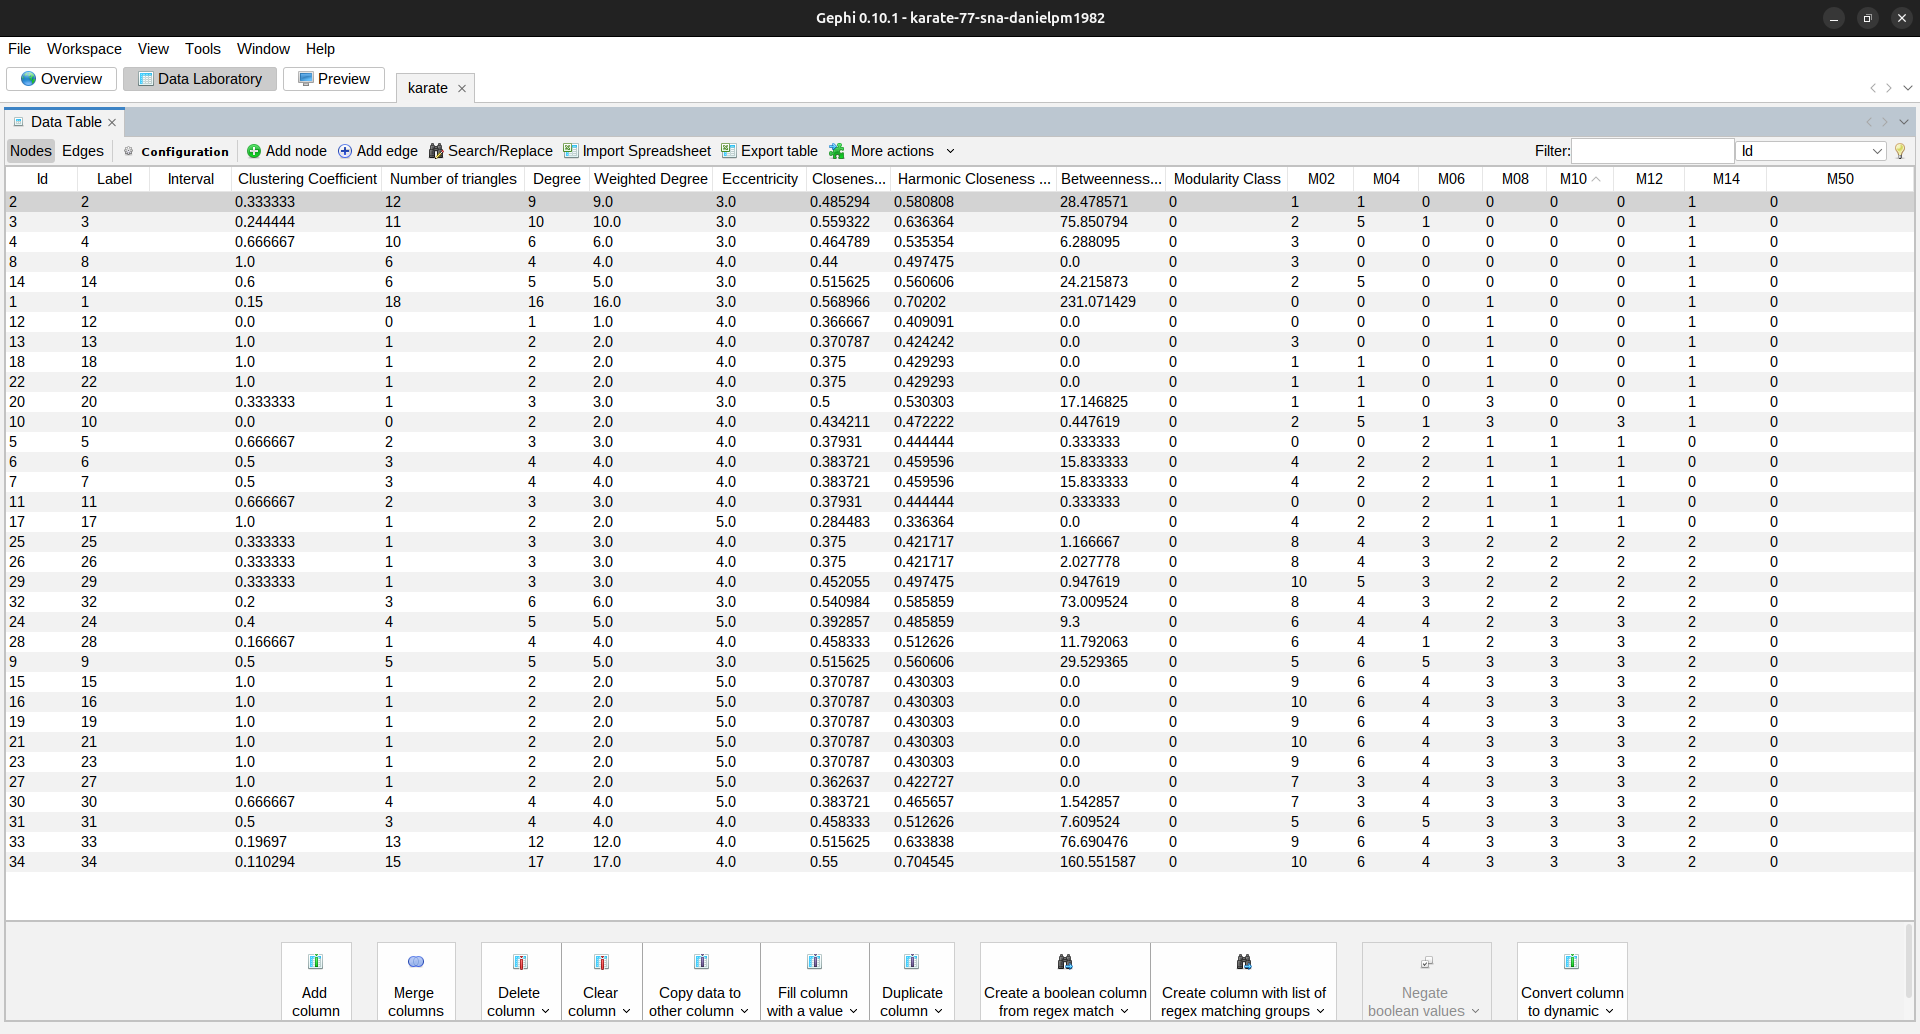 Gephi 0.10.1 - karate-77-sna-danielpm1982
File Workspace View Tools Window Help
Overview Data Laboratory Preview karate
Data Table
Nodes Edges Configuration Add node Add edge Search/Replace Import Spreadsheet Export table More actions Filter: Id
Id Label Interval Clustering Coefficient Number of triangles Degree Weighted Degree Eccentricity Closenes... Harmonic Closeness ... Betweenness... Modularity Class M02 M04 M06 M08 M10 M12 M14 M50
2 2 0.333333 12 9 9.0 3.0 0.485294 0.580808 28.478571 0 1 1 0 0 0 0 1 0
3 3 0.244444 11 10 10.0 3.0 0.559322 0.636364 75.850794 0 2 5 1 0 0 0 1 0
4 4 0.666667 10 6 6.0 3.0 0.464789 0.535354 6.288095 0 3 0 0 0 0 0 1 0
8 8 1.0 6 4 4.0 4.0 0.44 0.497475 0.0 0 3 0 0 0 0 0 1 0
14 14 0.6 6 5 5.0 3.0 0.515625 0.560606 24.215873 0 2 5 0 0 0 0 1 0
1 1 0.15 18 16 16.0 3.0 0.568966 0.70202 231.071429 0 0 0 0 1 0 0 1 0
12 12 0.0 0 1 1.0 4.0 0.366667 0.409091 0.0 0 0 0 0 1 0 0 1 0
13 13 1.0 1 2 2.0 4.0 0.370787 0.424242 0.0 0 3 0 0 1 0 0 1 0
18 18 1.0 1 2 2.0 4.0 0.375 0.429293 0.0 0 1 1 0 1 0 0 1 0
22 22 1.0 1 2 2.0 4.0 0.375 0.429293 0.0 0 1 1 0 1 0 0 1 0
20 20 0.333333 1 3 3.0 3.0 0.5 0.530303 17.146825 0 1 1 0 3 0 0 1 0
10 10 0.0 0 2 2.0 4.0 0.434211 0.472222 0.447619 0 2 5 1 3 0 3 1 0
5 5 0.666667 2 3 3.0 4.0 0.37931 0.444444 0.333333 0 0 0 2 1 1 1 0 0
6 6 0.5 3 4 4.0 4.0 0.383721 0.459596 15.833333 0 4 2 2 1 1 1 0 0
7 7 0.5 3 4 4.0 4.0 0.383721 0.459596 15.833333 0 4 2 2 1 1 1 0 0
11 11 0.666667 2 3 3.0 4.0 0.37931 0.444444 0.333333 0 0 0 2 1 1 1 0 0
17 17 1.0 1 2 2.0 5.0 0.284483 0.336364 0.0 0 4 2 2 1 1 1 0 0
25 25 0.333333 1 3 3.0 4.0 0.375 0.421717 1.166667 0 8 4 3 2 2 2 2 0
26 26 0.333333 1 3 3.0 4.0 0.375 0.421717 2.027778 0 8 4 3 2 2 2 2 0
29 29 0.333333 1 3 3.0 4.0 0.452055 0.497475 0.947619 0 10 5 3 2 2 2 2 0
32 32 0.2 3 6 6.0 3.0 0.540984 0.585859 73.009524 0 8 4 3 2 2 2 2 0
24 24 0.4 4 5 5.0 5.0 0.392857 0.485859 9.3 0 6 4 4 2 3 3 2 0
28 28 0.166667 1 4 4.0 4.0 0.458333 0.512626 11.792063 0 6 4 1 2 3 3 2 0
9 9 0.5 5 5 5.0 3.0 0.515625 0.560606 29.529365 0 5 6 5 3 3 3 2 0
15 15 1.0 1 2 2.0 5.0 0.370787 0.430303 0.0 0 9 6 4 3 3 3 2 0
16 16 1.0 1 2 2.0 5.0 0.370787 0.430303 0.0 0 10 6 4 3 3 3 2 0
19 19 1.0 1 2 2.0 5.0 0.370787 0.430303 0.0 0 9 6 4 3 3 3 2 0
21 21 1.0 1 2 2.0 5.0 0.370787 0.430303 0.0 0 10 6 4 3 3 3 2 0
23 23 1.0 1 2 2.0 5.0 0.370787 0.430303 0.0 0 9 6 4 3 3 3 2 0
27 27 1.0 1 2 2.0 5.0 0.362637 0.422727 0.0 0 7 3 4 3 3 3 2 0
30 30 0.666667 4 4 4.0 5.0 0.383721 0.465657 1.542857 0 7 3 4 3 3 3 2 0
31 31 0.5 3 4 4.0 4.0 0.458333 0.512626 7.609524 0 5 6 5 3 3 3 2 0
33 33 0.19697 13 12 12.0 4.0 0.515625 0.633838 76.690476 0 9 6 4 3 3 3 2 0
34 34 0.110294 15 17 17.0 4.0 0.55 0.704545 160.551587 0 10 6 4 3 3 3 2 0
Add Merge Delete Clear Copy data to Fill column Duplicate Create a boolean column Create column with list of Negate Convert column
column columns column column other column with a value column from regex match regex matching groups boolean values to dynamic